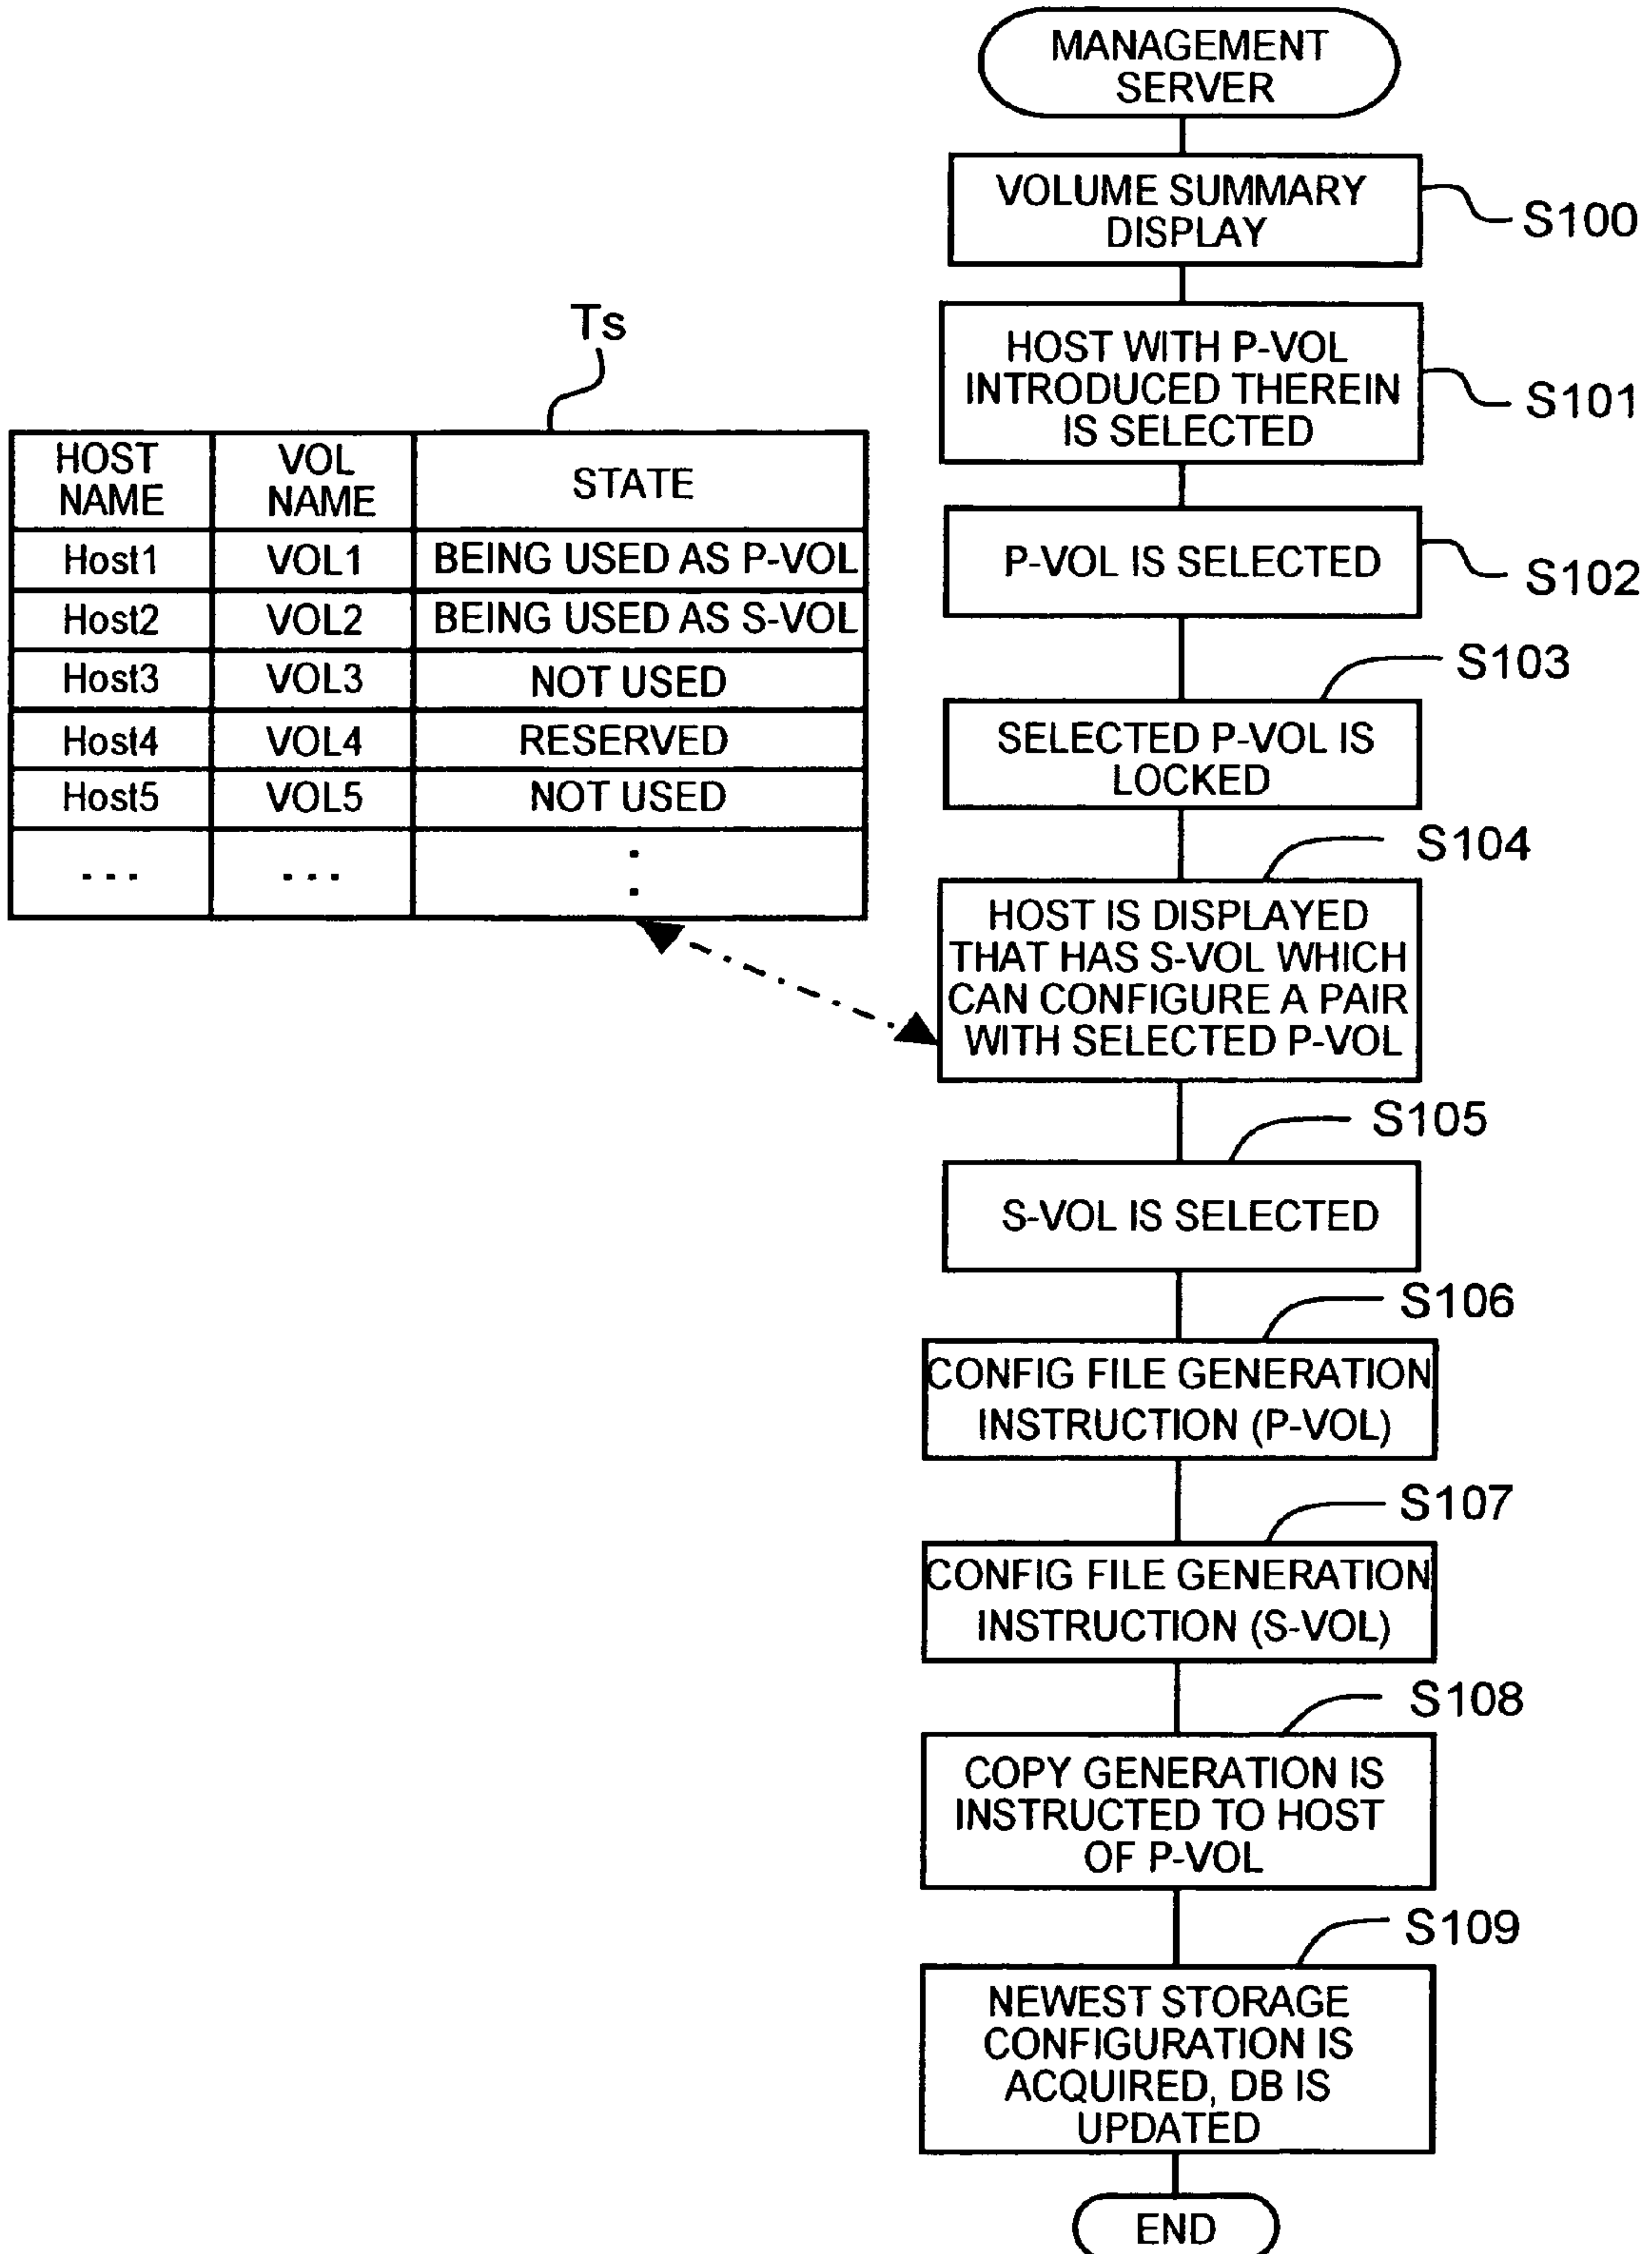 MANAGEMENT
SERVER
VOLUME SUMMARY
DISPLAY
S100
HOST WITH P-VOL
INTRODUCED THEREIN
IS SELECTED
S101
P-VOL IS SELECTED
S102
S103
SELECTED P-VOL IS
LOCKED
S104
HOST IS DISPLAYED
THAT HAS S-VOL WHICH
CAN CONFIGURE A PAIR
WITH SELECTED P-VOL
S105
S-VOL IS SELECTED
S106
CONFIG FILE GENERATION
INSTRUCTION (P-VOL)
S107
CONFIG FILE GENERATION
INSTRUCTION (S-VOL)
S108
COPY GENERATION IS
INSTRUCTED TO HOST
OF P-VOL
S109
NEWEST STORAGE
CONFIGURATION IS
ACQUIRED, DB IS
UPDATED
END
Ts
HOST
NAME
VOL
NAME
STATE
Host1 VOL1 BEING USED AS P-VOL
Host2 VOL2 BEING USED AS S-VOL
Host3 VOL3 NOT USED
Host4 VOL4 RESERVED
Host5 VOL5 NOT USED
... ... :